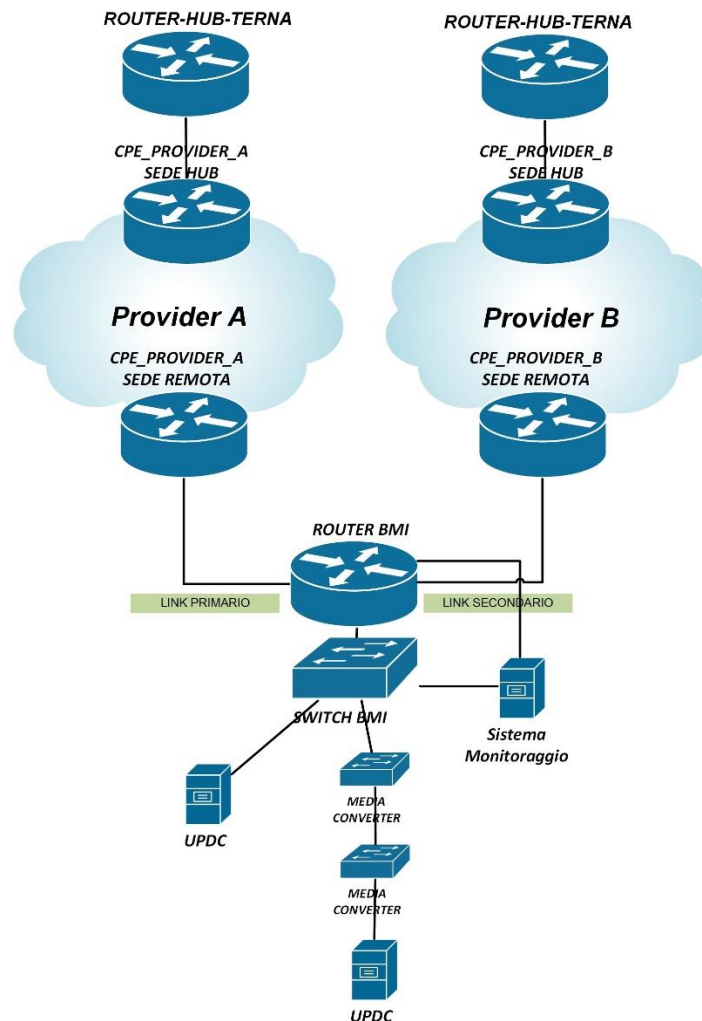 ROUTER-HUB-TERNA
ROUTER-HUB-TERNA
CPE_PROVIDER_A
SEDE HUB
CPE_PROVIDER_B
SEDE HUB
Provider A
Provider B
CPE_PROVIDER_A
SEDE REMOTA
CPE_PROVIDER_B
SEDE REMOTA
ROUTER BMI
LINK PRIMARIO
LINK SECONDARIO
SWITCH BMI
Sistema
Monitoraggio
MEDIA
CONVERTER
UPDC
MEDIA
CONVERTER
UPDC